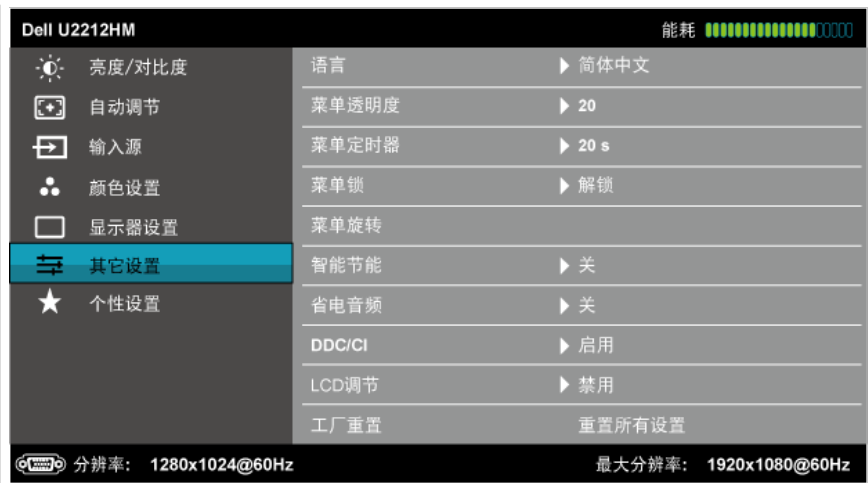 Dell U2212HM 能耗
亮度/对比度
自动调节
输入源
颜色设置
显示器设置
其它设置
个性设置
语言 简体中文
菜单透明度 20
菜单定时器 20 s
菜单锁 解锁
菜单旋转
智能节能 关
省电音频 关
DDC/CI 启用
LCD调节 禁用
工厂重置 重置所有设置
分辨率: 1280x1024@60Hz 最大分辨率: 1920x1080@60Hz